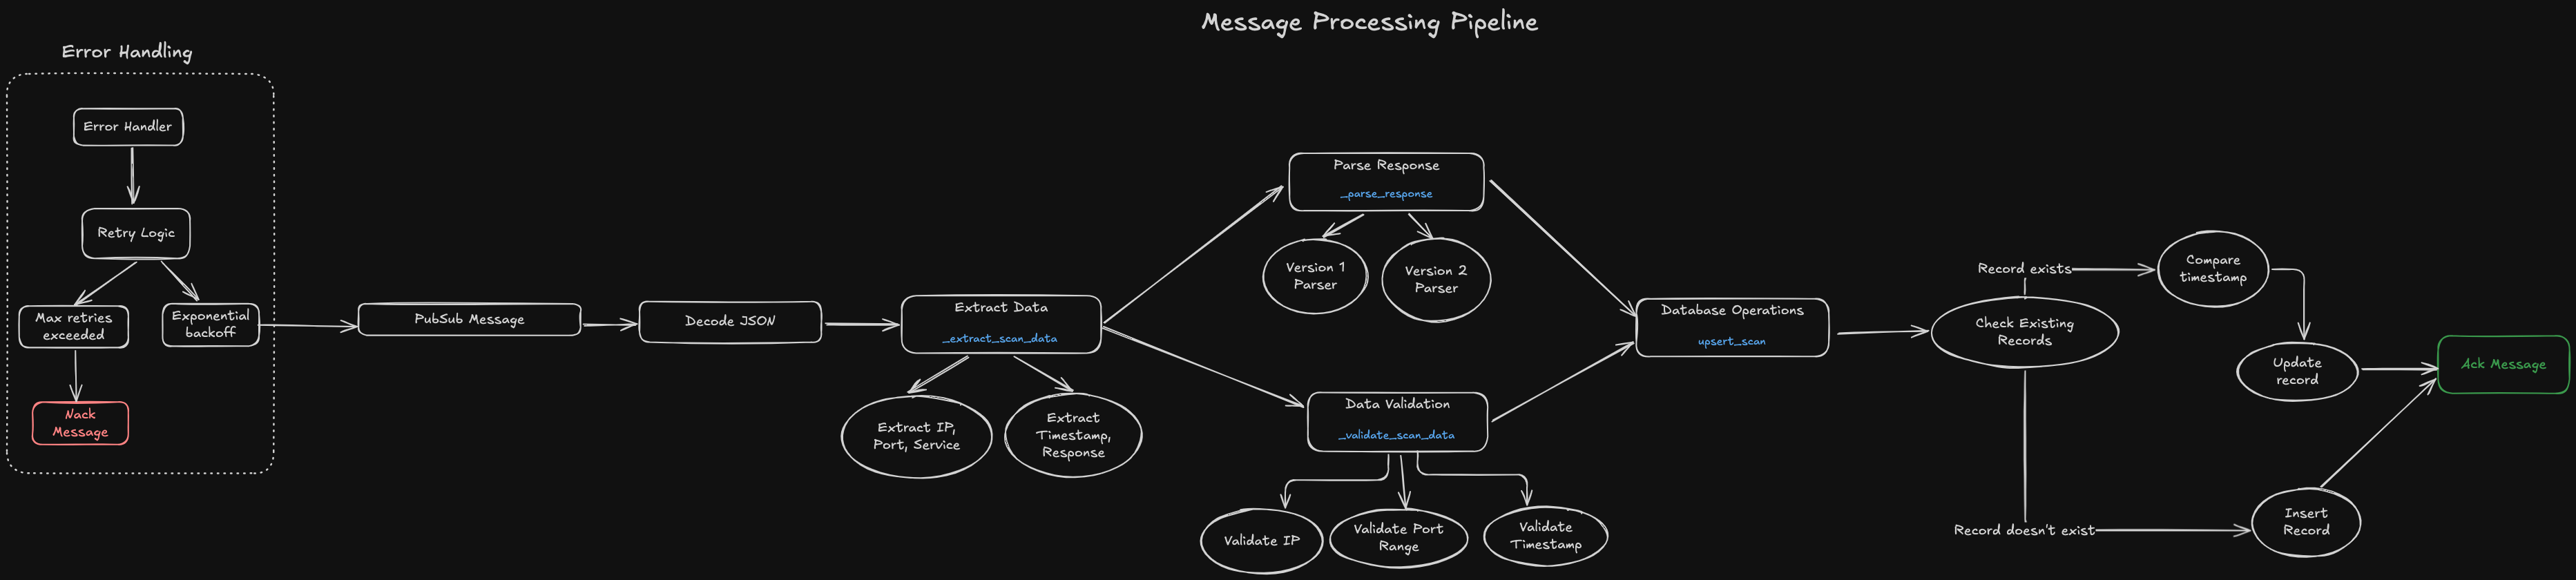 Message Processing Pipeline
Error Handling
Error Handler
Retry Logic
Max retries
exceeded
Exponential
backoff
Nack
Message
PubSub Message
Decode JSON
Extract Data
_extract_scan_data
Extract IP,
Port, Service
Extract
Timestamp,
Response
Parse Response
_parse_response
Version 1
Parser
Version 2
Parser
Data Validation
_validate_scan_data
Validate IP
Validate Port
Range
Validate
Timestamp
Database Operations
upsert_scan
Check Existing
Records
Record exists
Compare
timestamp
Update
record
Record doesn't exist
Insert
Record
Ack Message